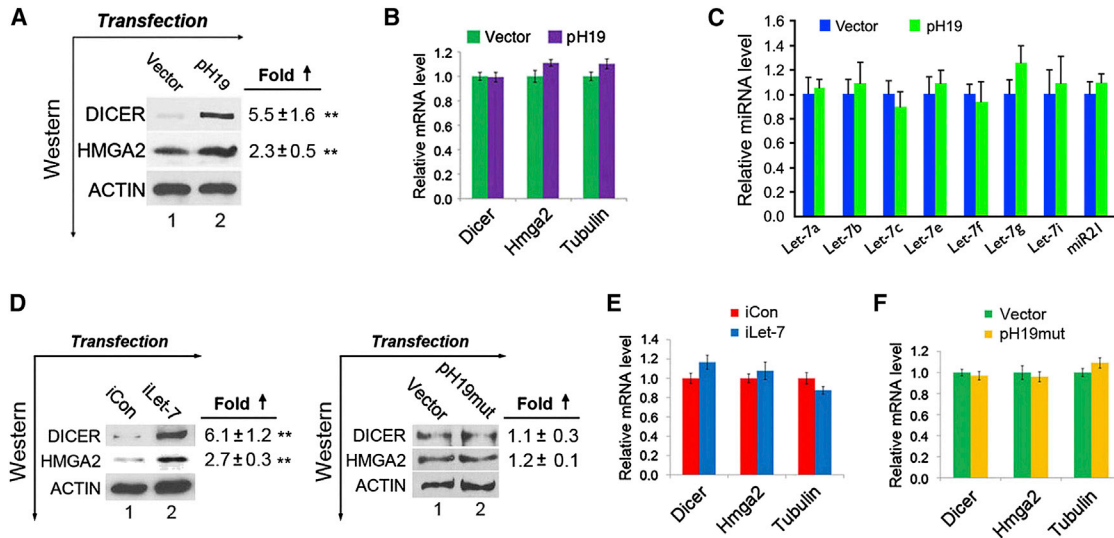 A
Transfection
Western
Vector
pH19
Fold ↑
DICER
5.5±1.6 **
HMGA2
2.3±0.5 **
ACTIN
1 2
B
Vector pH19
Relative mRNA level
1.2
1.0
0.8
0.6
0.4
0.2
0.0
Dicer
Hmga2
Tubulin
C
Vector pH19
Relative miRNA level
1.6
1.4
1.2
1.0
0.8
0.6
0.4
0.2
0.0
Let-7a
Let-7b
Let-7c
Let-7e
Let-7f
Let-7g
Let-7i
miR21
D
Transfection
Western
iCon
iLet-7
Fold ↑
DICER
6.1±1.2 **
HMGA2
2.7±0.3 **
ACTIN
1 2
Transfection
Western
Vector
pH19mut
Fold ↑
DICER
1.1± 0.3
HMGA2
1.2± 0.1
ACTIN
1 2
E
iCon
iLet-7
Relative mRNA level
1.4
1.2
1.0
0.8
0.6
0.4
0.2
0.0
Dicer
Hmga2
Tubulin
F
Vector
pH19mut
Relative mRNA level
1.2
1.0
0.8
0.6
0.4
0.2
0.0
Dicer
Hmga2
Tubulin